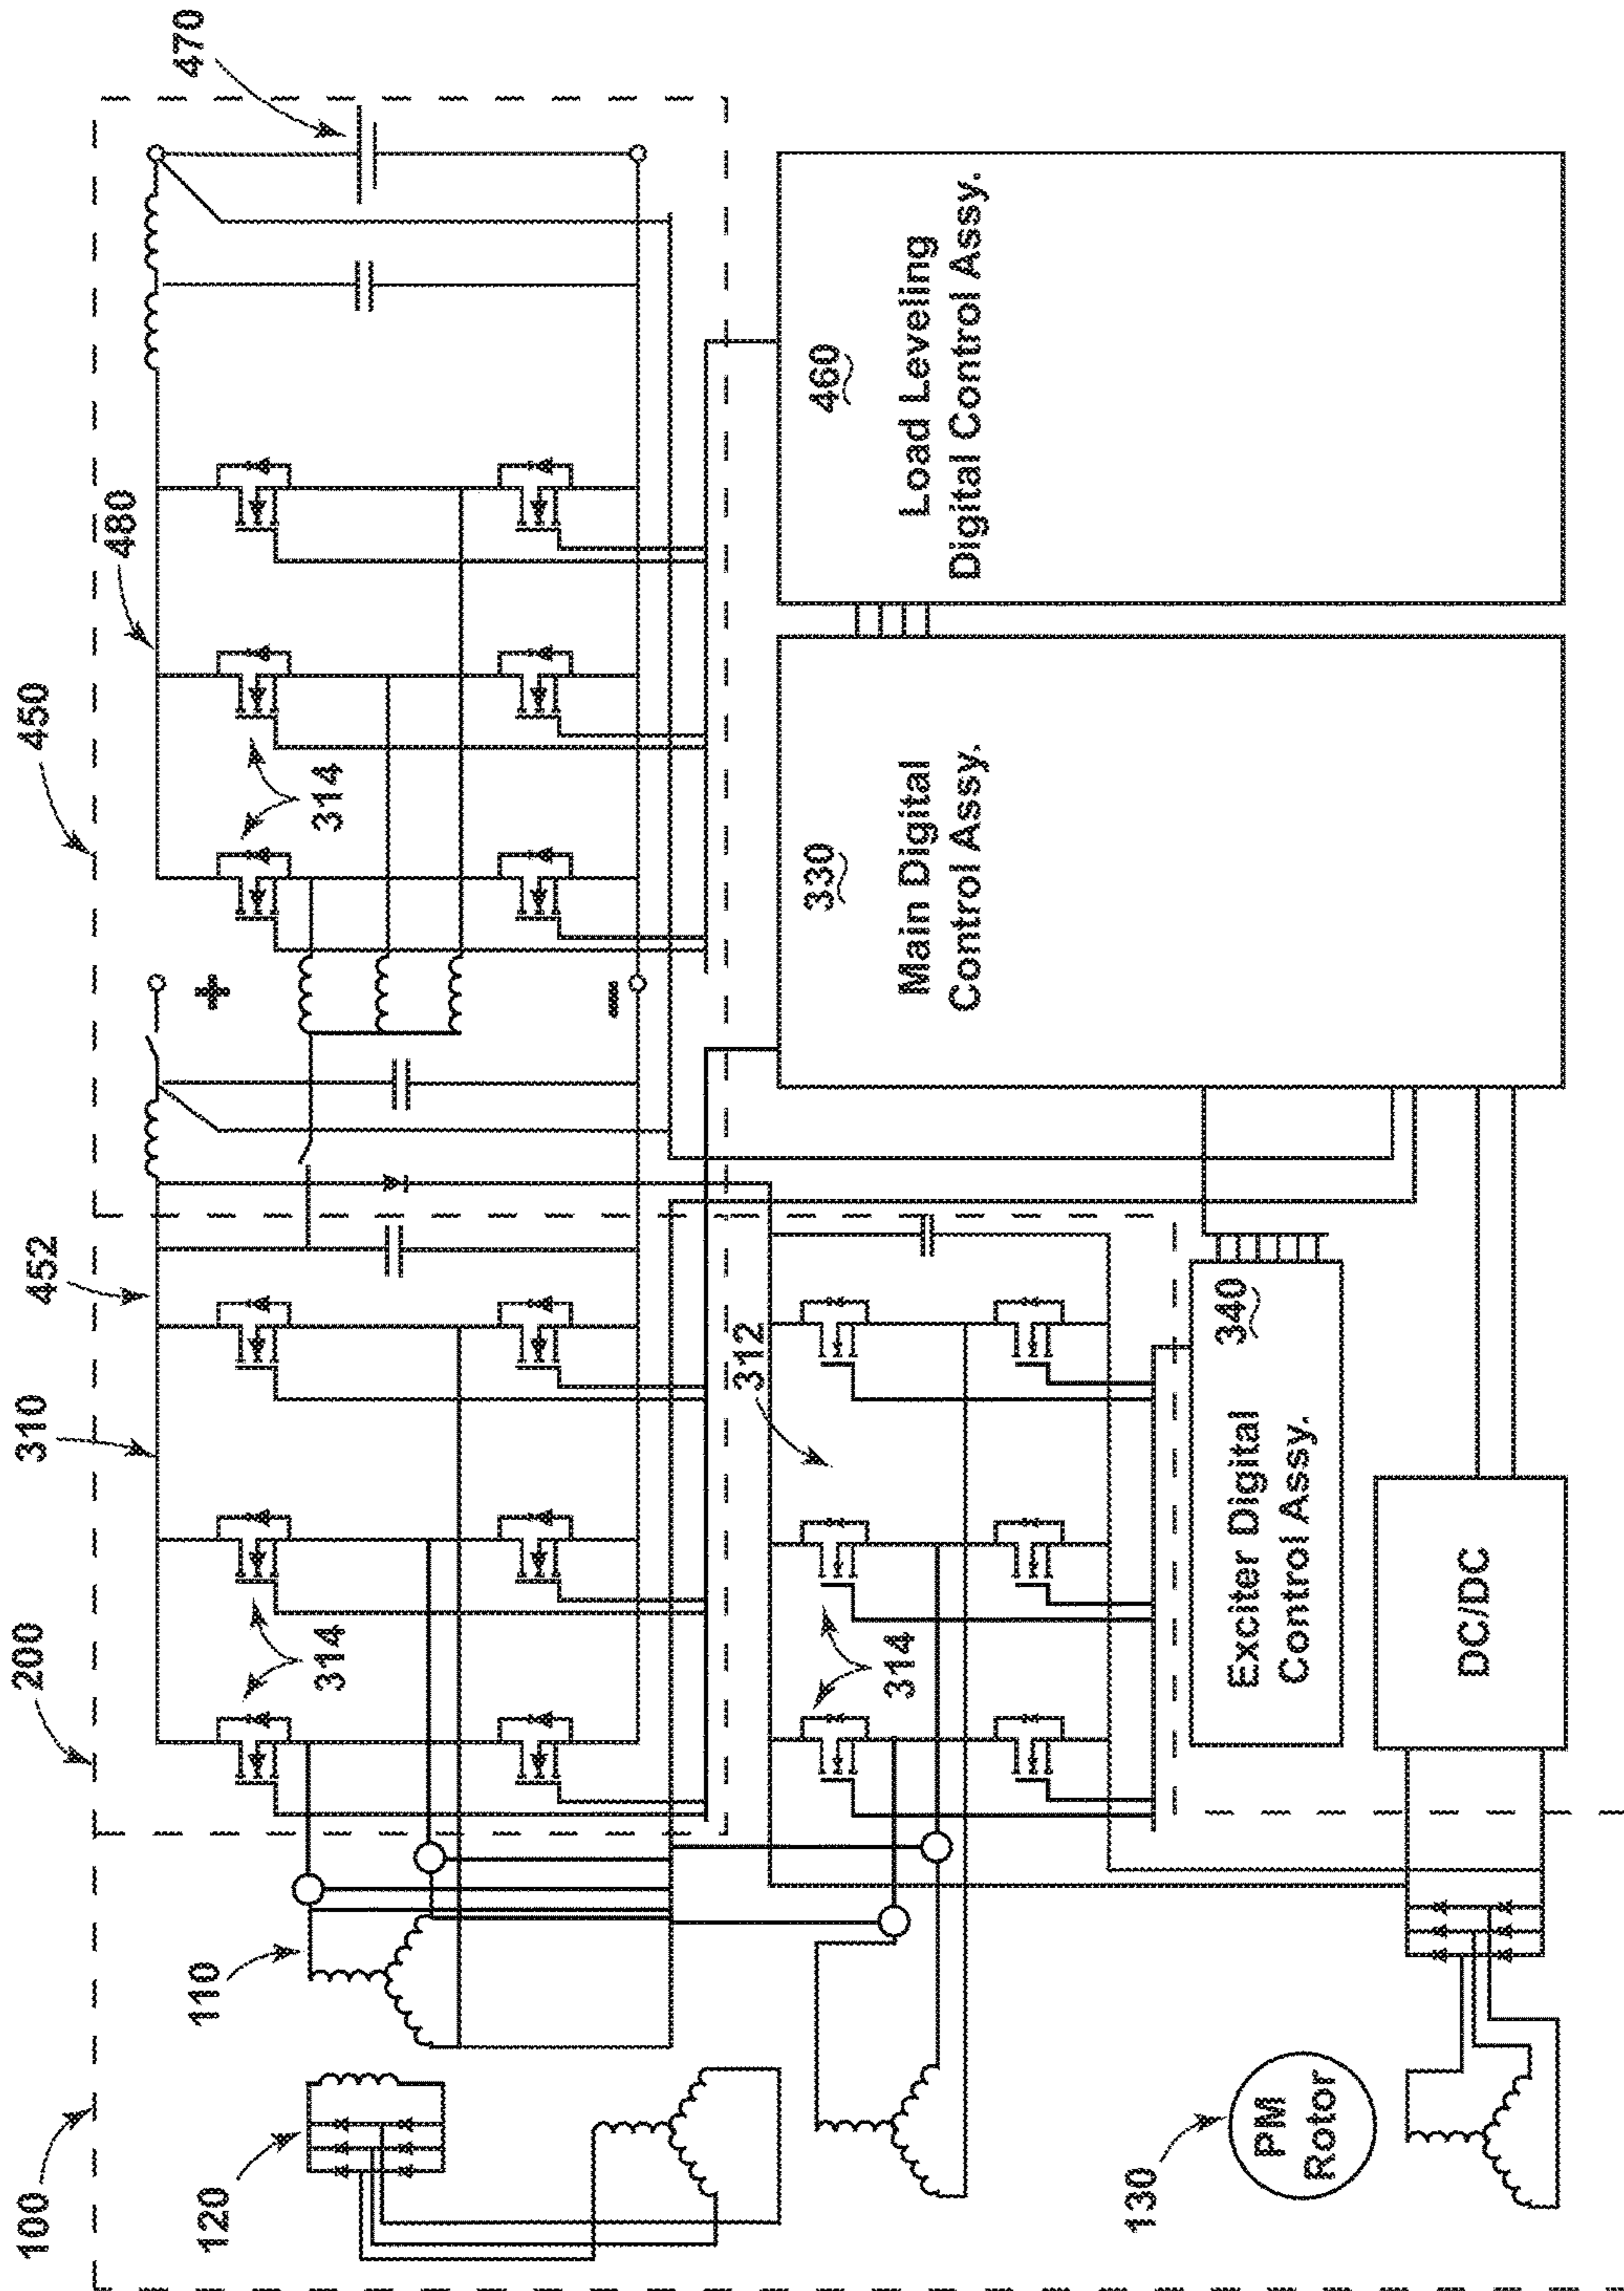 100
200
310
452
450
480
470
110
120
314
314
+
−
312
314
130
PM
Rotor
340
Exciter Digital
Control Assy.
DC/DC
330
Main Digital
Control Assy.
460
Load Leveling
Digital Control Assy.